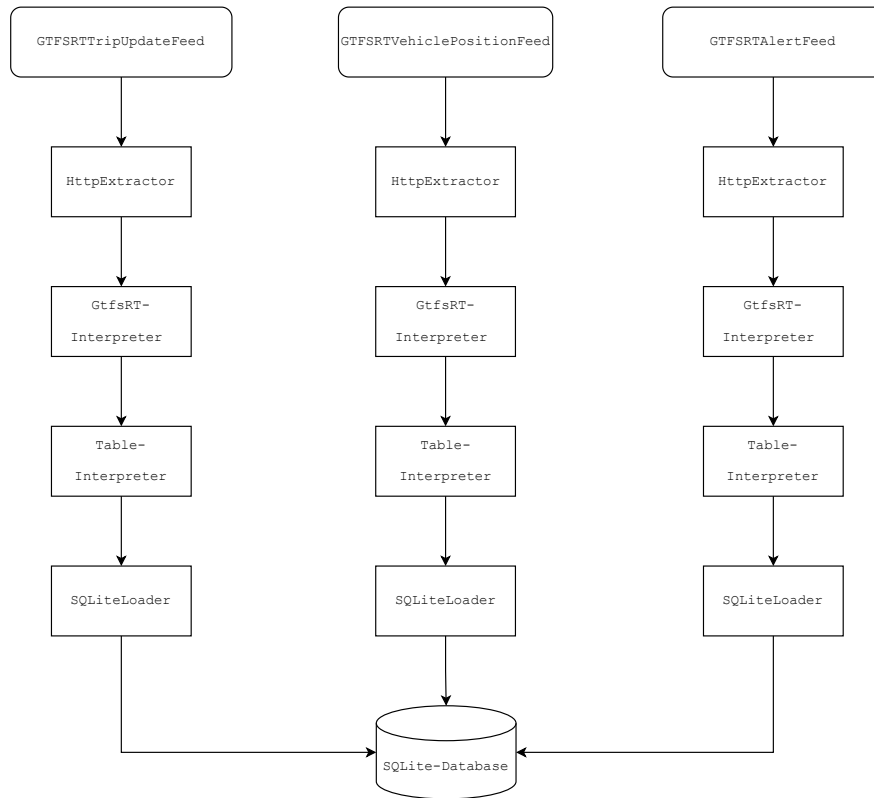 GTFSRTTripUpdateFeed
GTFSRTVehiclePositionFeed
GTFSRTAlertFeed
HttpExtractor
HttpExtractor
HttpExtractor
GtfsRT-
Interpreter
GtfsRT-
Interpreter
GtfsRT-
Interpreter
Table-
Interpreter
Table-
Interpreter
Table-
Interpreter
SQLiteLoader
SQLiteLoader
SQLiteLoader
SQLite-Database